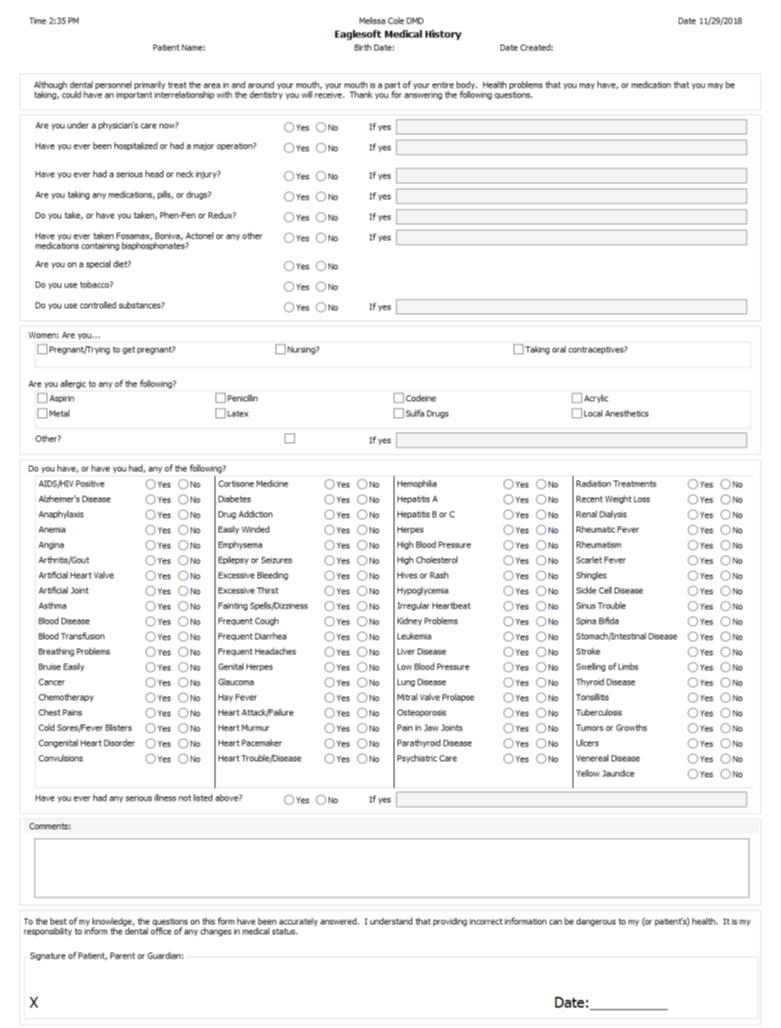 Time 2:35 PM Melissa Cole DMD Date 11/29/2018
Eaglesoft Medical History
Patient Name: Birth Date: Date Created:
Although dental personnel primarily treat the area in and around your mouth, your mouth is a part of your entire body. Health problems that you may have, or medication that you may be
taking, could have an important interrelationship with the dentistry you will receive. Thank you for answering the following questions.
Are you under a physician's care now? Yes No If yes
Have you ever been hospitalized or had a major operation? Yes No If yes
Have you ever had a serious head or neck injury? Yes No If yes
Are you taking any medications, pills, or drugs? Yes No If yes
Do you take, or have you taken, Phen-Fen or Redux? Yes No If yes
Have you ever taken Fosamax, Boniva, Actonel or any other Yes No If yes
medications containing bisphosphonates?
Are you on a special diet? Yes No
Do you use tobacco? Yes No
Do you use controlled substances? Yes No If yes
Women: Are you...
Pregnant/Trying to get pregnant? Nursing? Taking oral contraceptives?
Are you allergic to any of the following?
Aspirin Penicillin Codeine Acrylic
Metal Latex Sulfa Drugs Local Anesthetics
Other? If yes
Do you have, or have you had, any of the following?
AIDS/HIV Positive Yes No Cortisone Medicine Yes No Hemophilia Yes No Radiation Treatments Yes No
Alzheimer's Disease Yes No Diabetes Yes No Hepatitis A Yes No Recent Weight Loss Yes No
Anaphylaxis Yes No Drug Addiction Yes No Hepatitis B or C Yes No Renal Dialysis Yes No
Anemia Yes No Easily Winded Yes No Herpes Yes No Rheumatic Fever Yes No
Angina Yes No Emphysema Yes No High Blood Pressure Yes No Rheumatism Yes No
Arthritis/Gout Yes No Epilepsy or Seizures Yes No High Cholesterol Yes No Scarlet Fever Yes No
Artificial Heart Valve Yes No Excessive Bleeding Yes No Hives or Rash Yes No Shingles Yes No
Artificial Joint Yes No Excessive Thirst Yes No Hypoglycemia Yes No Sickle Cell Disease Yes No
Asthma Yes No Fainting Spells/Dizziness Yes No Irregular Heartbeat Yes No Sinus Trouble Yes No
Blood Disease Yes No Frequent Cough Yes No Kidney Problems Yes No Spina Bifida Yes No
Blood Transfusion Yes No Frequent Diarrhea Yes No Leukemia Yes No Stomach/Intestinal Disease Yes No
Breathing Problems Yes No Frequent Headaches Yes No Liver Disease Yes No Stroke Yes No
Bruise Easily Yes No Genital Herpes Yes No Low Blood Pressure Yes No Swelling of Limbs Yes No
Cancer Yes No Glaucoma Yes No Lung Disease Yes No Thyroid Disease Yes No
Chemotherapy Yes No Hay Fever Yes No Mitral Valve Prolapse Yes No Tonsillitis Yes No
Chest Pains Yes No Heart Attack/Failure Yes No Osteoporosis Yes No Tuberculosis Yes No
Cold Sores/Fever Blisters Yes No Heart Murmur Yes No Pain in Jaw Joints Yes No Tumors or Growths Yes No
Congenital Heart Disorder Yes No Heart Pacemaker Yes No Parathyroid Disease Yes No Ulcers Yes No
Convulsions Yes No Heart Trouble/Disease Yes No Psychiatric Care Yes No Venereal Disease Yes No
Yellow Jaundice Yes No
Have you ever had any serious illness not listed above? Yes No If yes
Comments:
To the best of my knowledge, the questions on this form have been accurately answered. I understand that providing incorrect information can be dangerous to my (or patient's) health. It is my
responsibility to inform the dental office of any changes in medical status.
Signature of Patient, Parent or Guardian:
X Date:__________